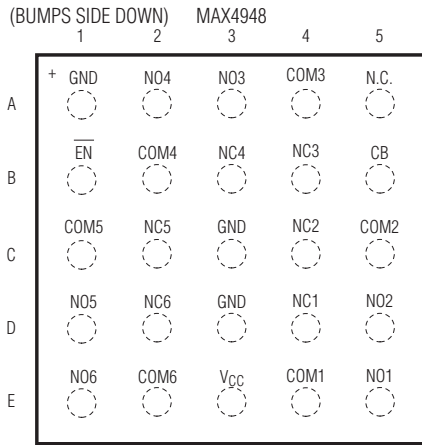 (BUMPS SIDE DOWN) MAX4948
1 2 3 4 5
+ GND NO4 NO3 COM3 N.C.
A
E̅N̅ COM4 NC4 NC3 CB
B
COM5 NC5 GND NC2 COM2
C
NO5 NC6 GND NC1 NO2
D
NO6 COM6 VCC COM1 NO1
E